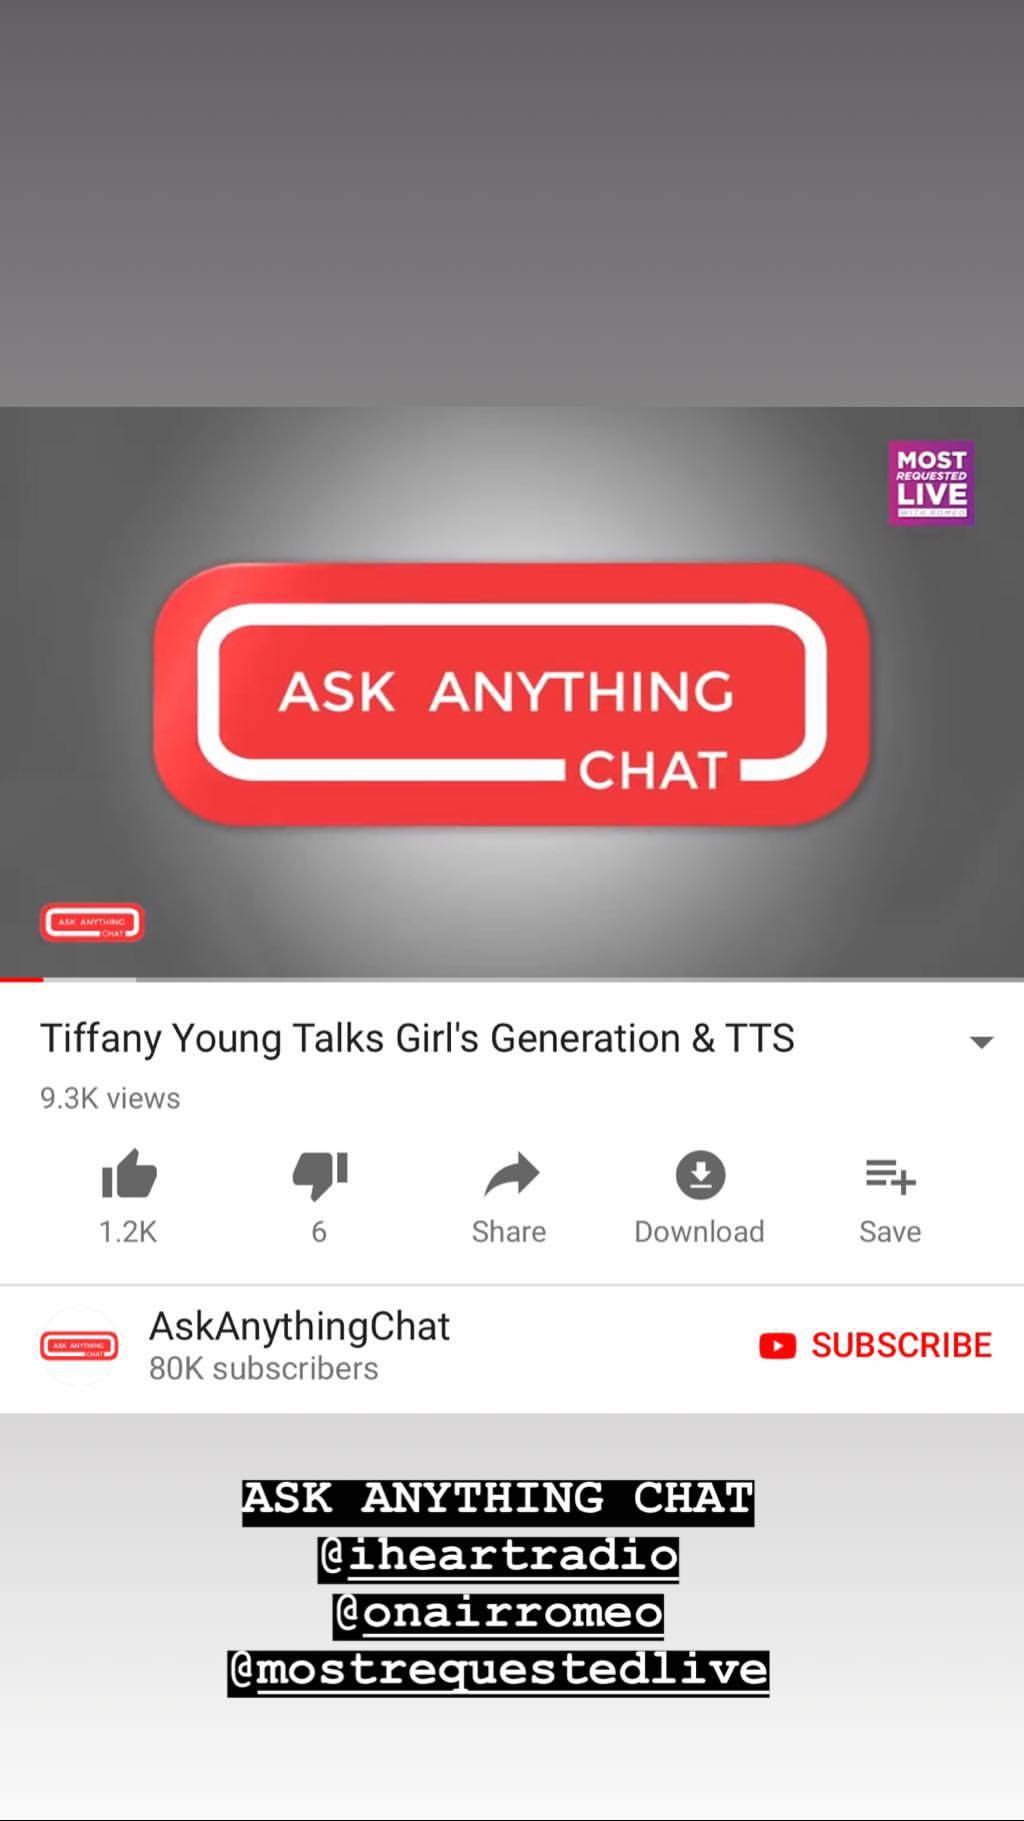 MOST
REQUESTED
LIVE
WITH ROMEO
ASK ANYTHING
CHAT
ASK ANYTHING
CHAT
Tiffany Young Talks Girl's Generation & TTS
9.3K views
1.2K 6 Share Download Save
ASK ANYTHING
CHAT
AskAnythingChat
80K subscribers
SUBSCRIBE
ASK ANYTHING CHAT
@iheartradio
@onairromeo
@mostrequestedlive